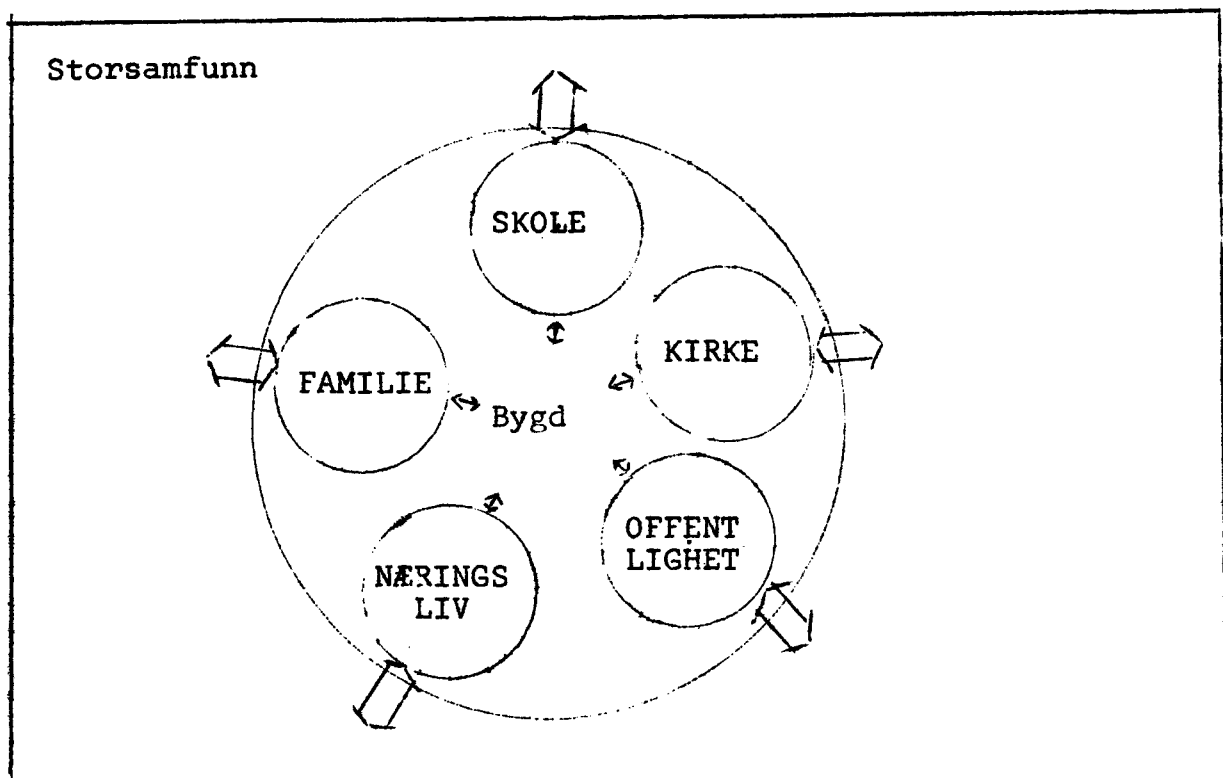 Storsamfunn
SKOLE
KIRKE
FAMILIE
Bygd
OFFENT
LIGHET
NÆRINGS
LIV